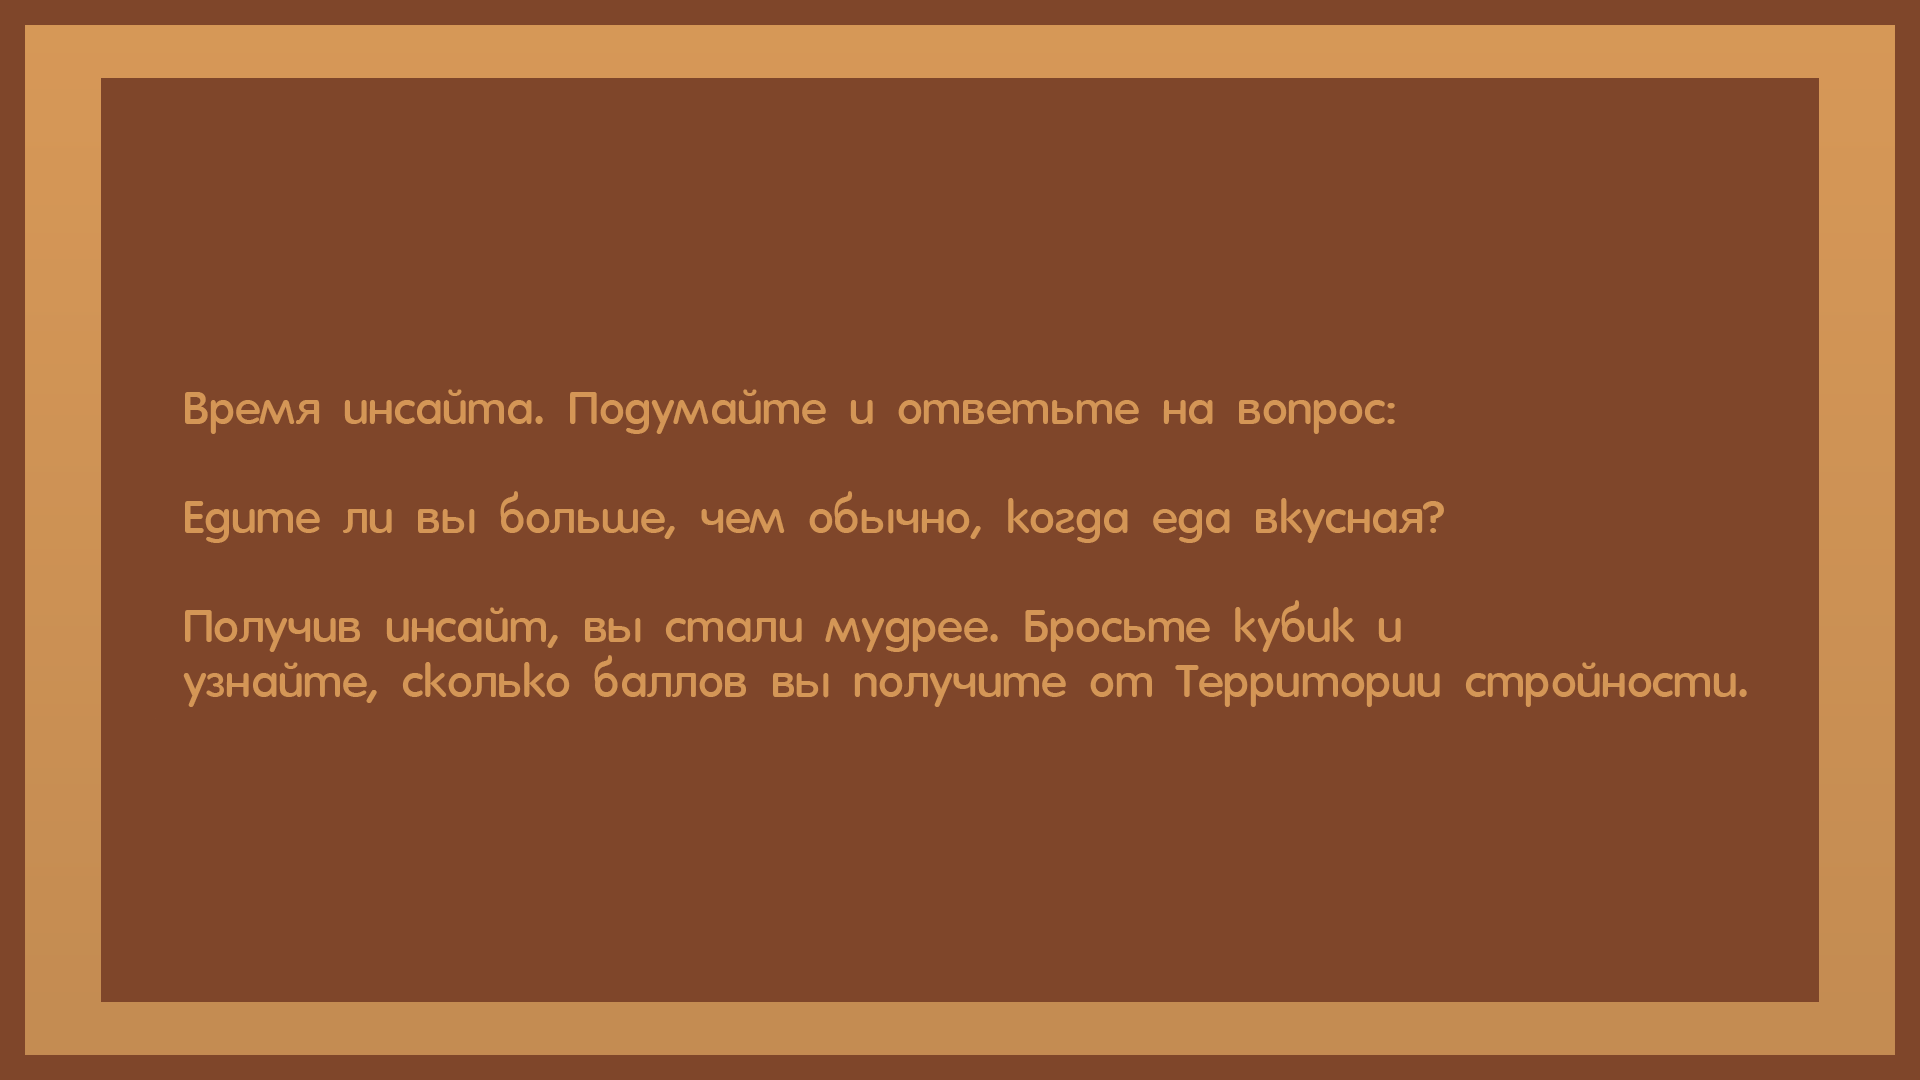 Время инсайта. Подумайте и ответьте на вопрос:
Едите ли вы больше, чем обычно, когда еда вкусная?
Получив инсайт, вы стали мудрее. Бросьте кубик и
узнайте, сколько баллов вы получите от Территории стройности.